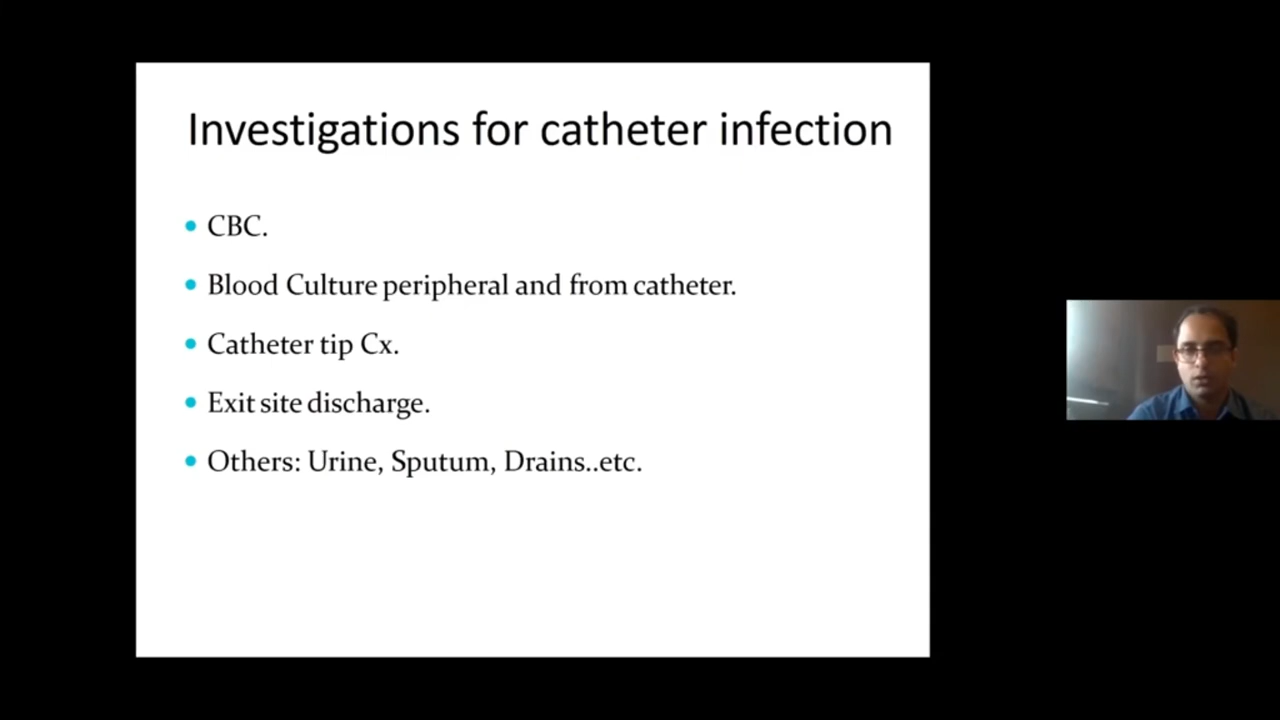 Investigations for catheter infection
CBC.
Blood Culture peripheral and from catheter.
Catheter tip Cx.
Exit site discharge.
Others: Urine, Sputum, Drains..etc.